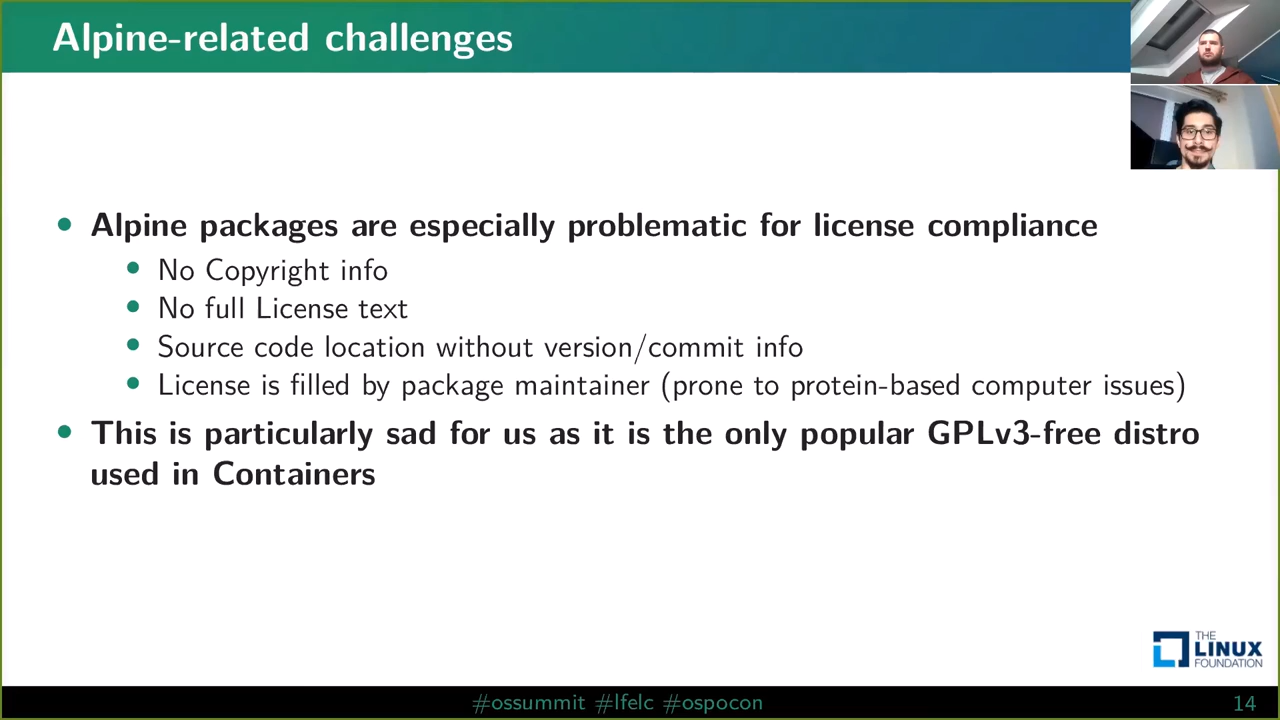 Alpine-related challenges
Alpine packages are especially problematic for license compliance
No Copyright info
No full License text
Source code location without version/commit info
License is filled by package maintainer (prone to protein-based computer issues)
This is particularly sad for us as it is the only popular GPLv3-free distro
used in Containers
THE
LINUX
FOUNDATION
#ossummit #lfelc #ospocon
14